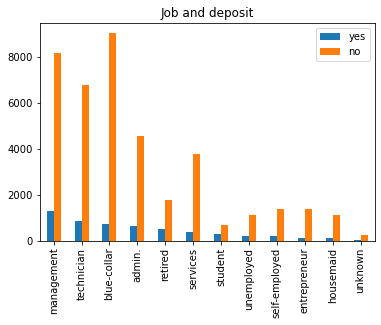 Job and deposit
yes
no
8000
6000
4000
2000
0
management
technician
blue-collar
admin.
retired
services
student
unemployed
self-employed
entrepreneur
housemaid
unknown